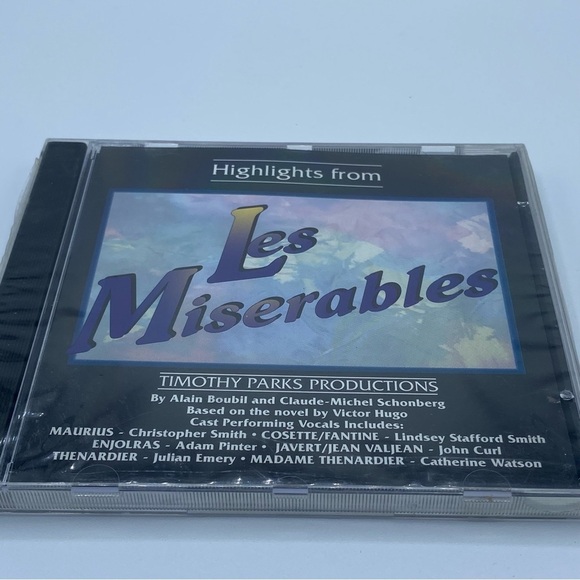 Highlights from
Les
Miserables
TIMOTHY PARKS PRODUCTIONS
By Alain Boubil and Claude-Michel Schonberg
Based on the novel by Victor Hugo
Cast Performing Vocals Includes:
MAURIUS - Christopher Smith • COSETTE/FANTINE - Lindsey Stafford Smith
ENJOLRAS - Adam Pinter • JAVERT/JEAN VALJEAN - John Curl
THENARDIER - Julian Emery • MADAME THENARDIER - Catherine Watson